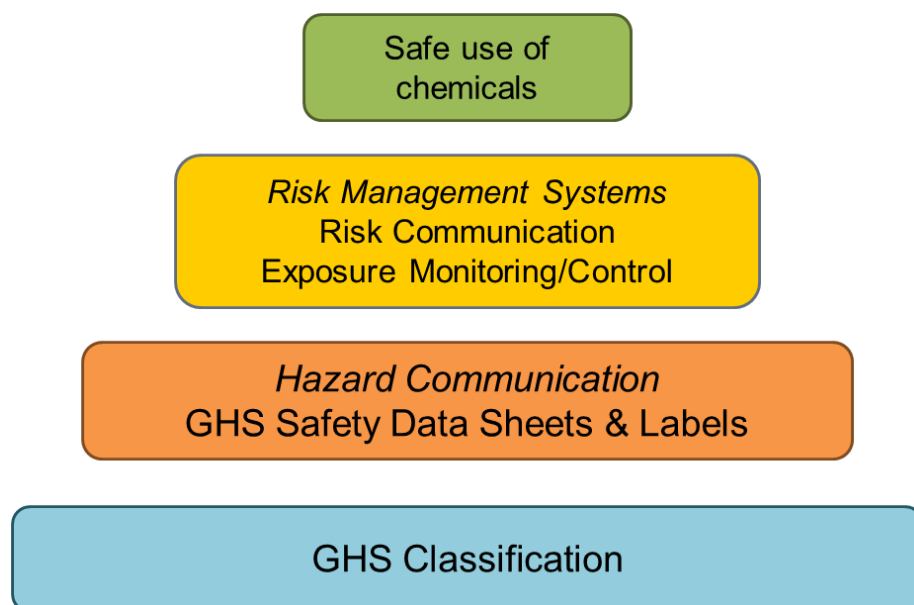 Safe use of
chemicals
Risk Management Systems
Risk Communication
Exposure Monitoring/Control
Hazard Communication
GHS Safety Data Sheets & Labels
GHS Classification